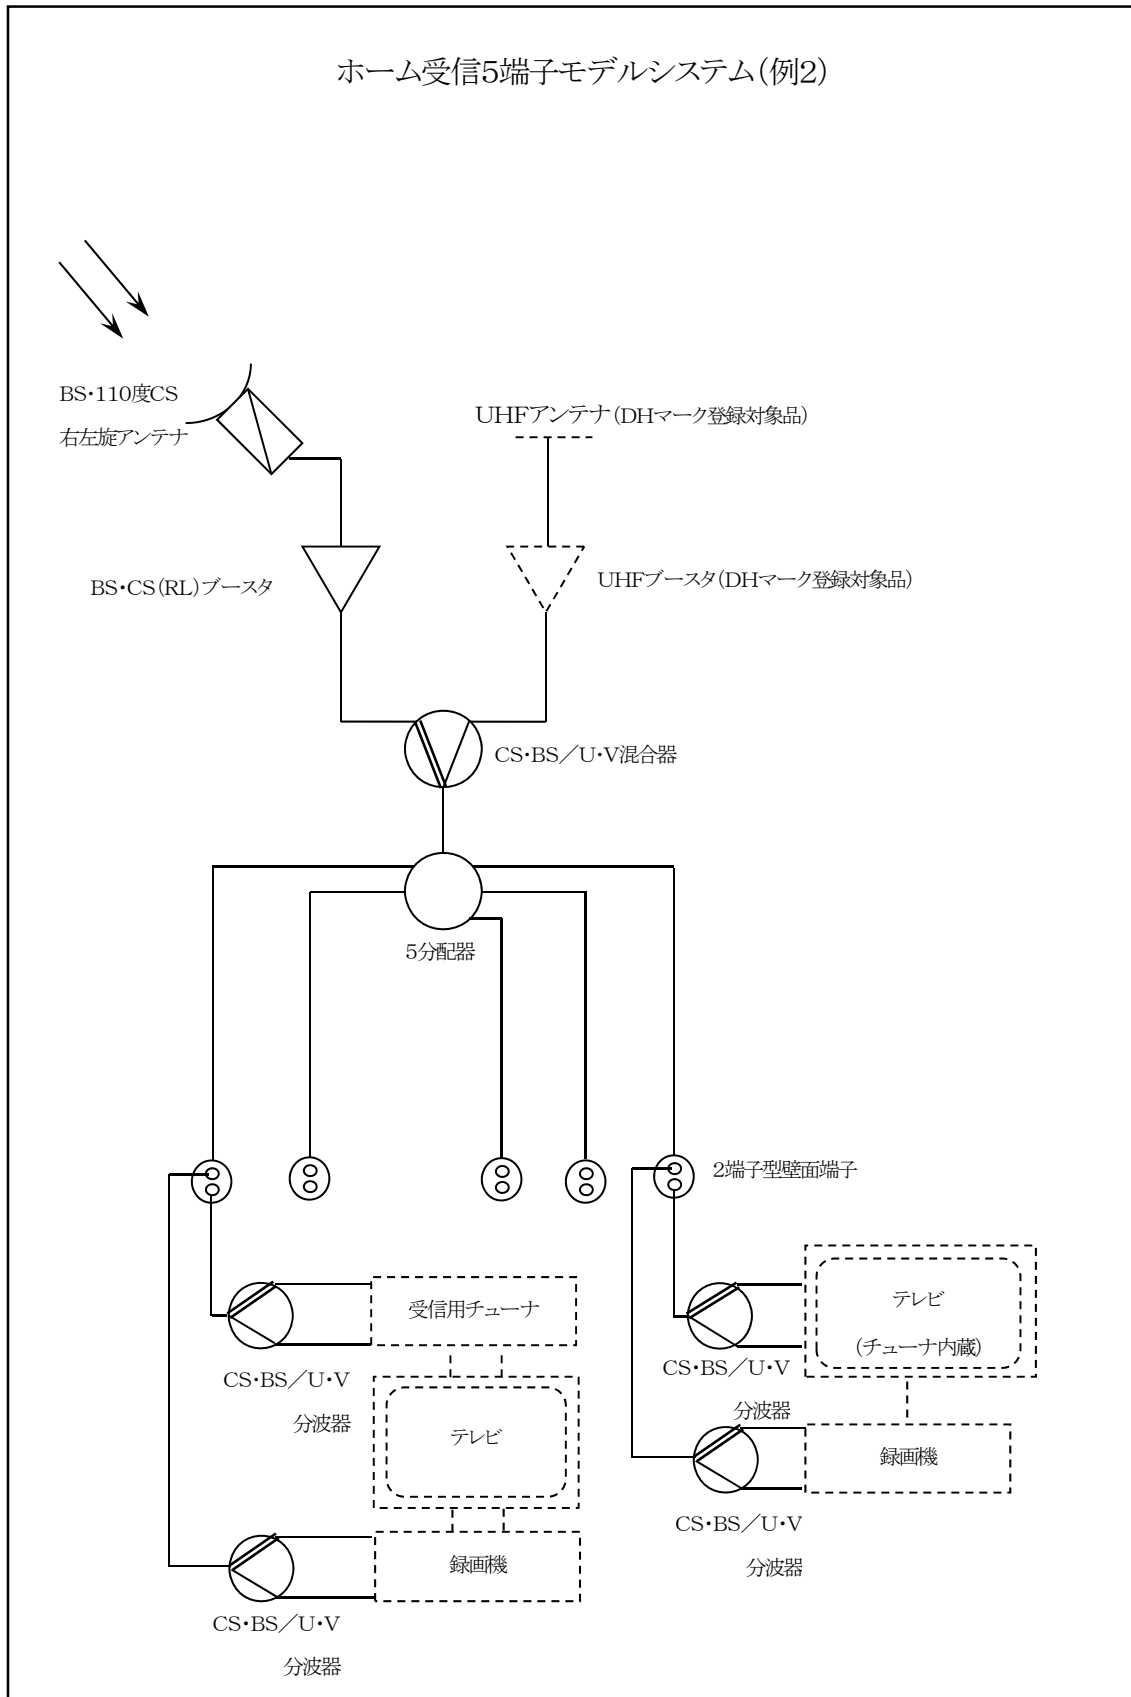 ホーム受信5端子モデルシステム(例2)
BS・110度CS
右左旋アンテナ
UHFアンテナ(DHマーク登録対象品)
BS・CS(RL)ブースタ
UHFブースタ(DHマーク登録対象品)
CS・BS／U・V混合器
5分配器
2端子型壁面端子
受信用チューナ
テレビ
(チューナ内蔵)
CS・BS／U・V
分波器
CS・BS／U・V
分波器
テレビ
録画機
CS・BS／U・V
分波器
録画機
CS・BS／U・V
分波器